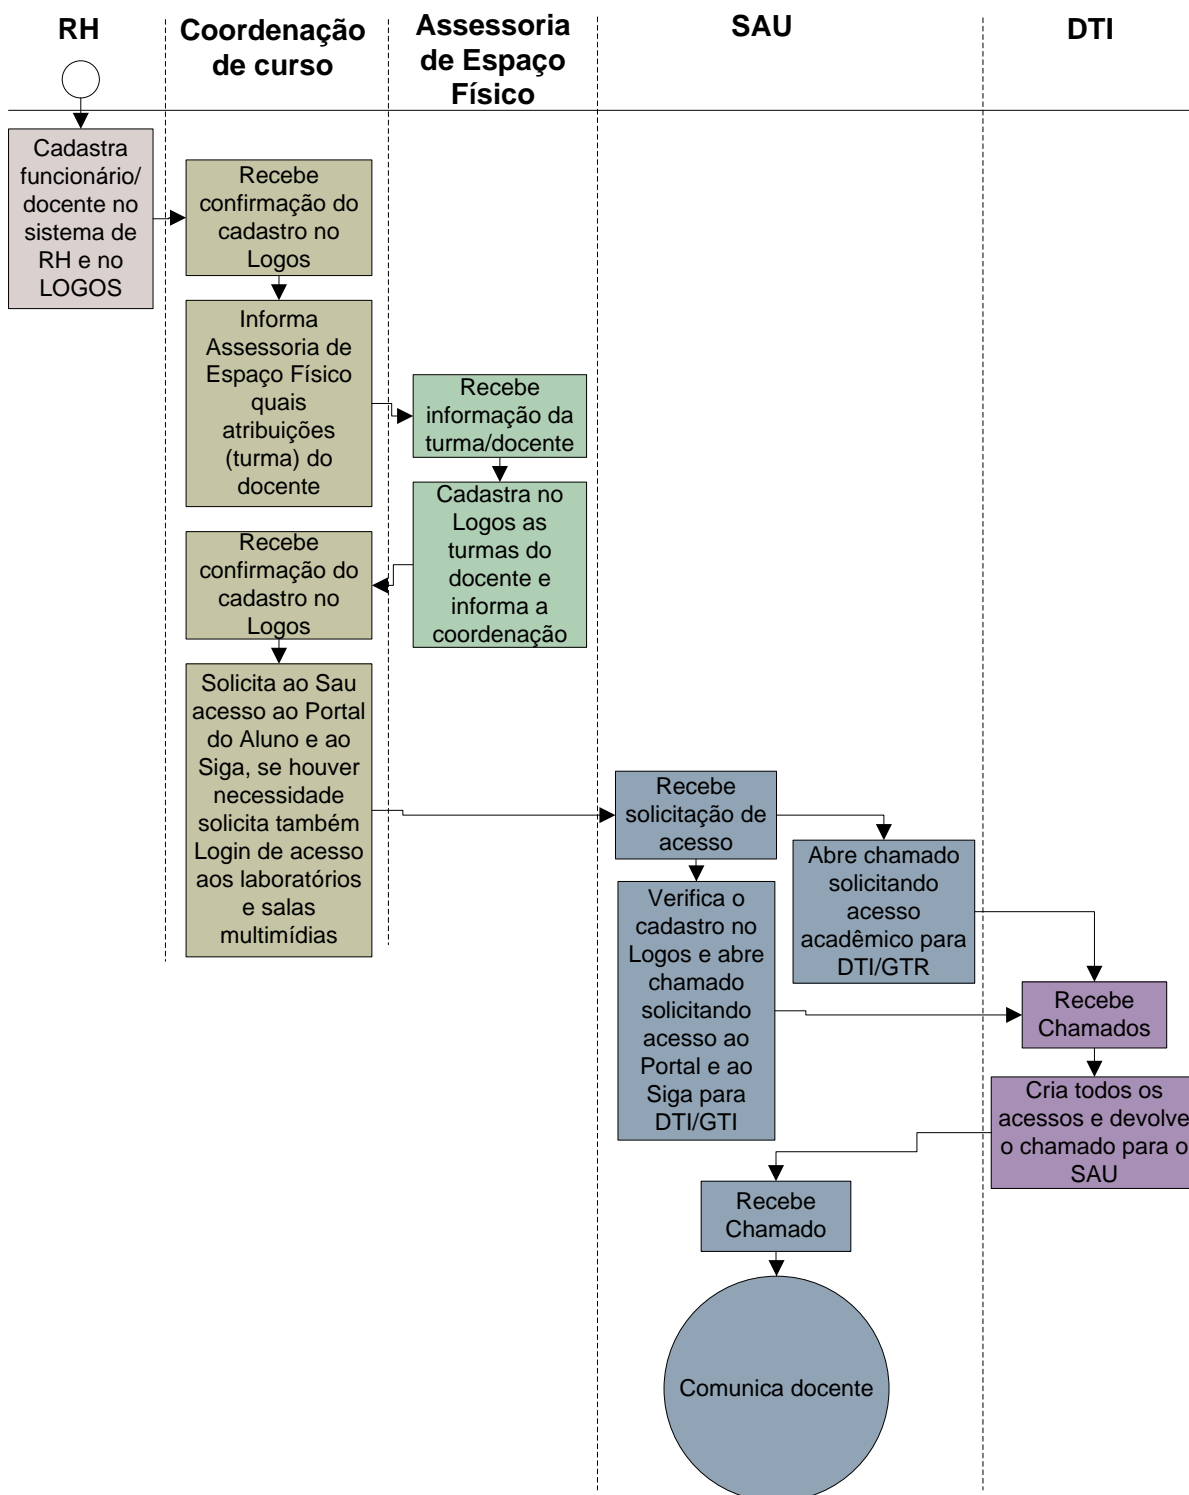 RH
Coordenação
de curso
Assessoria
de Espaço
Físico
SAU
DTI
Cadastra
funcionário/
docente no
sistema de
RH e no
LOGOS
Recebe
confirmação do
cadastro no
Logos
Informa
Assessoria de
Espaço Físico
quais
atribuições
(turma) do
docente
Recebe
informação da
turma/docente
Cadastra no
Logos as
turmas do
docente e
informa a
coordenação
Recebe
confirmação do
cadastro no
Logos
Solicita ao Sau
acesso ao Portal
do Aluno e ao
Siga, se houver
necessidade
solicita também
Login de acesso
aos laboratórios
e salas
multimídias
Recebe
solicitação de
acesso
Abre chamado
solicitando
acesso
acadêmico para
DTI/GTR
Verifica o
cadastro no
Logos e abre
chamado
solicitando
acesso ao
Portal e ao
Siga para
DTI/GTI
Recebe
Chamados
Cria todos os
acessos e devolve
o chamado para o
SAU
Recebe
Chamado
Comunica docente